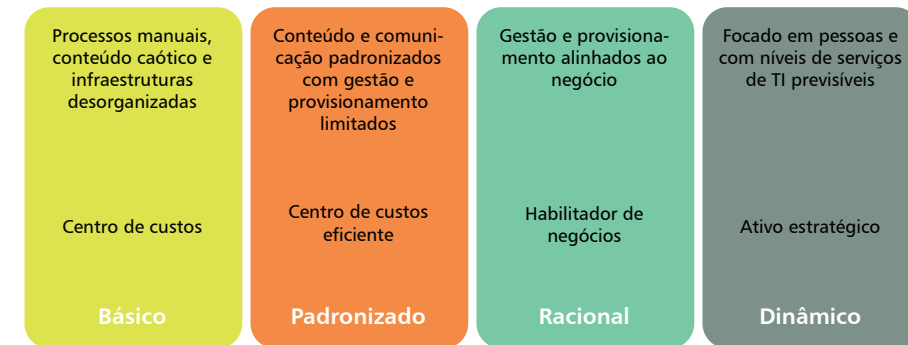 Processos manuais,
conteúdo caótico e
infraestruturas
desorganizadas
Centro de custos
Básico
Conteúdo e comuni-
cação padronizados
com gestão e
provisionamento
limitados
Centro de custos
eficiente
Padronizado
Gestão e provisiona-
mento alinhados ao
negócio
Habilitador de
negócios
Racional
Focado em pessoas e
com níveis de serviços
de TI previsíveis
Ativo estratégico
Dinâmico